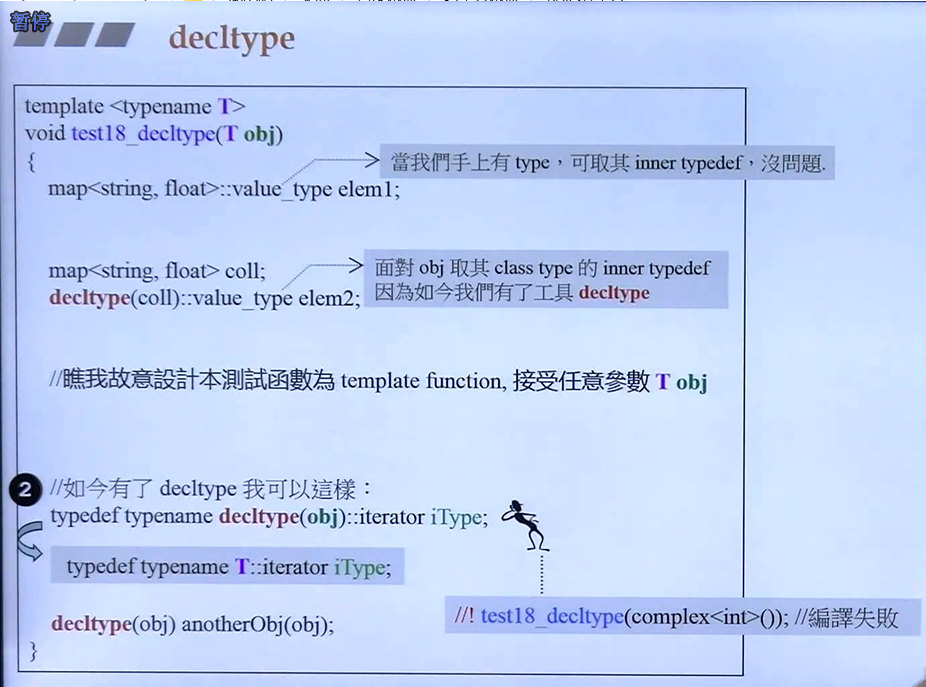 暫停
decltype
template <typename T>
void test18_decltype(T obj)
{
當我們手上有 type，可取其 inner typedef，沒問題.
map<string, float>::value_type elem1;
map<string, float> coll;
面對 obj 取其 class type 的 inner typedef
decltype(coll)::value_type elem2;
因為如今我們有了工具 decltype
//瞧我故意設計本測試函數為 template function, 接受任意參數 T obj
2 //如今有了 decltype 我可以這樣：
typedef typename decltype(obj)::iterator iType;
typedef typename T::iterator iType;
//! test18_decltype(complex<int>()); //編譯失敗
decltype(obj) anotherObj(obj);
}